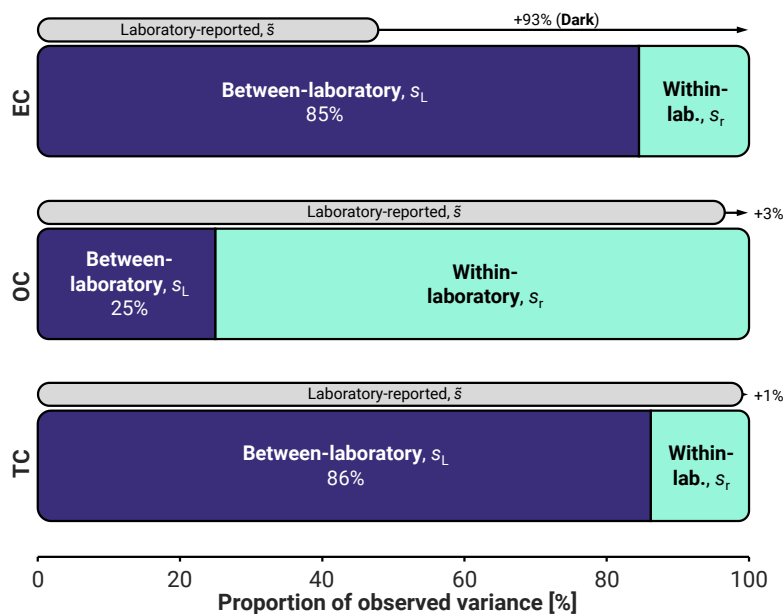 Laboratory-reported, s̃
+93% (Dark)
EC
Between-laboratory, sL
85%
Within-
lab., sr
Laboratory-reported, s̃
+3%
OC
Between-
laboratory, sL
25%
Within-
laboratory, sr
Laboratory-reported, s̃
+1%
TC
Between-laboratory, sL
86%
Within-
lab., sr
0 20 40 60 80 100
Proportion of observed variance [%]